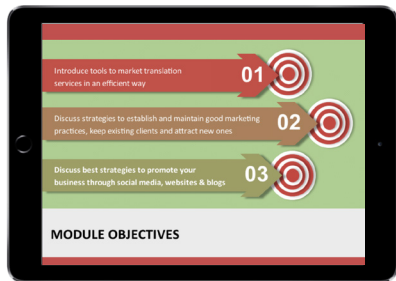 Introduce tools to market translation
services in an efficient way
01
Discuss strategies to establish and maintain good marketing
practices, keep existing clients and attract new ones
02
Discuss best strategies to promote your
business through social media, websites & blogs
03
MODULE OBJECTIVES